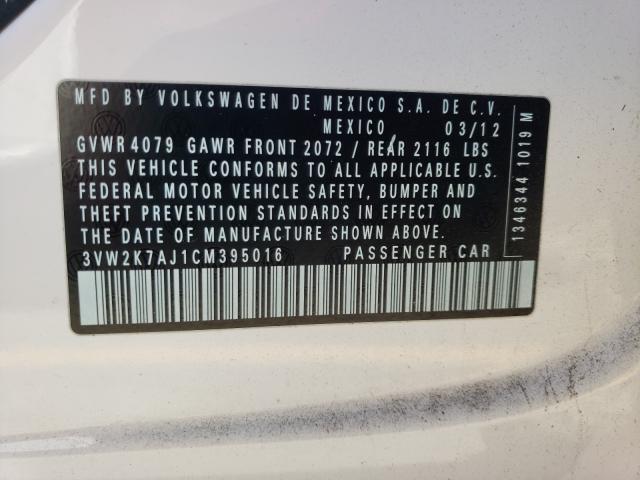 MFD BY VOLKSWAGEN DE MEXICO S.A. DE C.V.
MEXICO 03/12
GVWR 4079 GAWR FRONT 2072 / REAR 2116 LBS
THIS VEHICLE CONFORMS TO ALL APPLICABLE U.S.
FEDERAL MOTOR VEHICLE SAFETY, BUMPER AND
THEFT PREVENTION STANDARDS IN EFFECT ON
THE DATE OF MANUFACTURE SHOWN ABOVE.
3VW2K7AJ1CM395016 PASSENGER CAR
1346344 1019 M